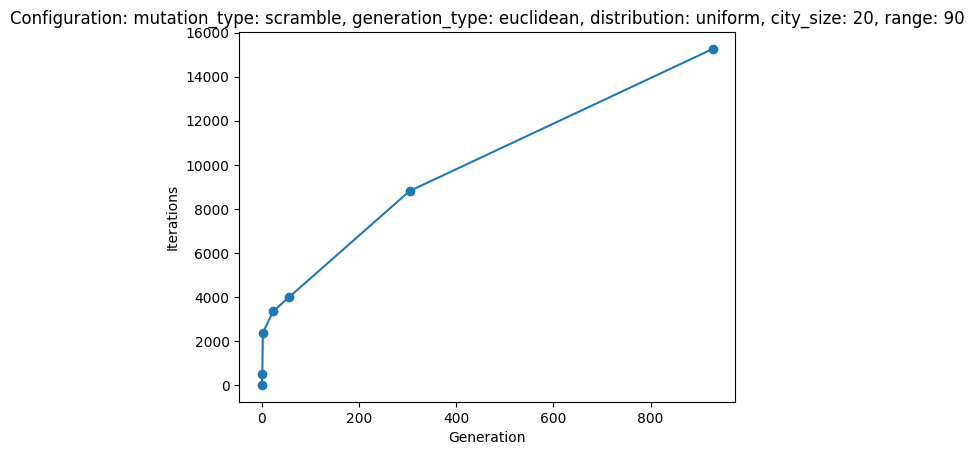 Configuration: mutation_type: scramble, generation_type: euclidean, distribution: uniform, city_size: 20, range: 90
16000
14000
12000
10000
8000
6000
4000
2000
0
Iterations
0 200 400 600 800
Generation